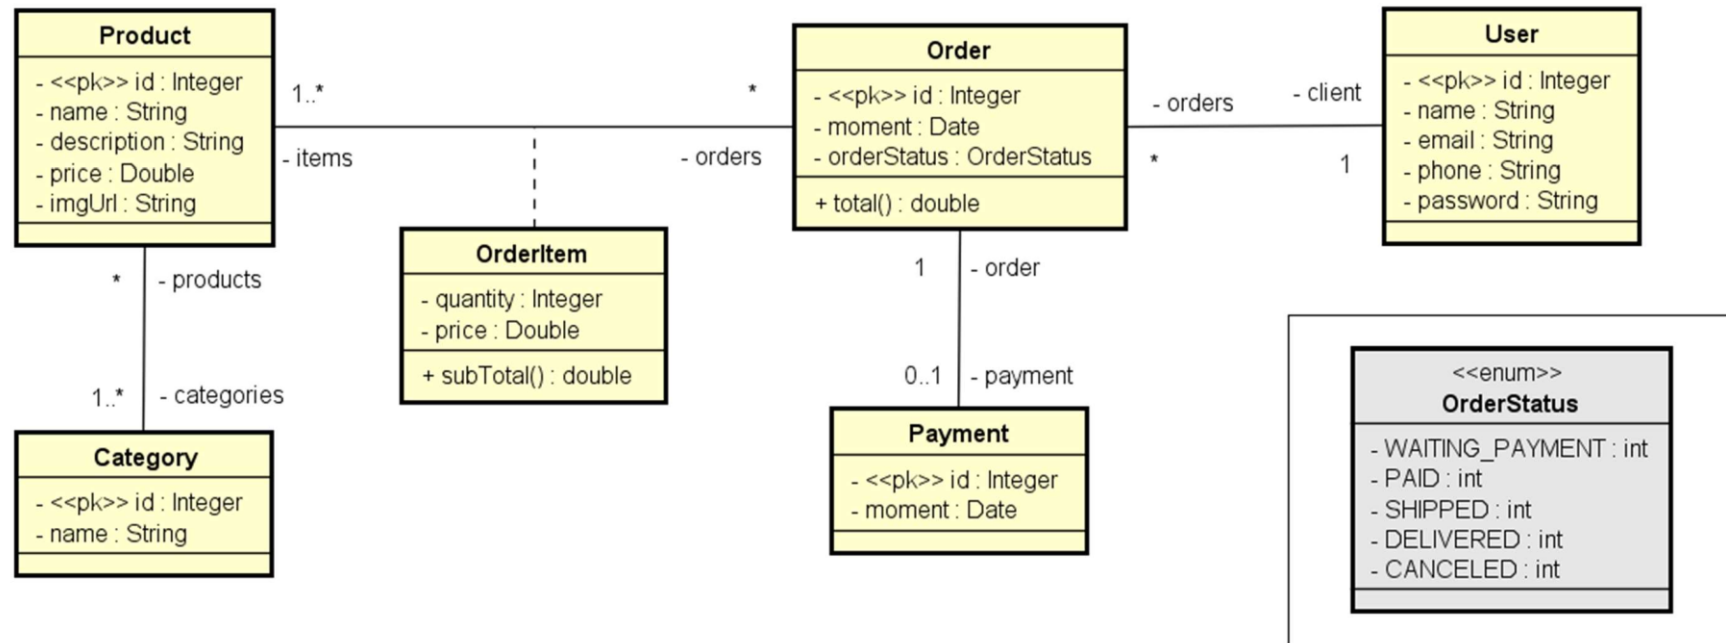 Product
- <<pk>> id : Integer
- name : String
- description : String
- price : Double
- imgUrl : String
1..*
*
- items
- orders
Order
- <<pk>> id : Integer
- moment : Date
- orderStatus : OrderStatus
+ total() : double
- orders
- client
*
1
User
- <<pk>> id : Integer
- name : String
- email : String
- phone : String
- password : String
OrderItem
- quantity : Integer
- price : Double
+ subTotal() : double
* - products
1..* - categories
Category
- <<pk>> id : Integer
- name : String
1 - order
0..1 - payment
Payment
- <<pk>> id : Integer
- moment : Date
<<enum>>
OrderStatus
- WAITING_PAYMENT : int
- PAID : int
- SHIPPED : int
- DELIVERED : int
- CANCELED : int